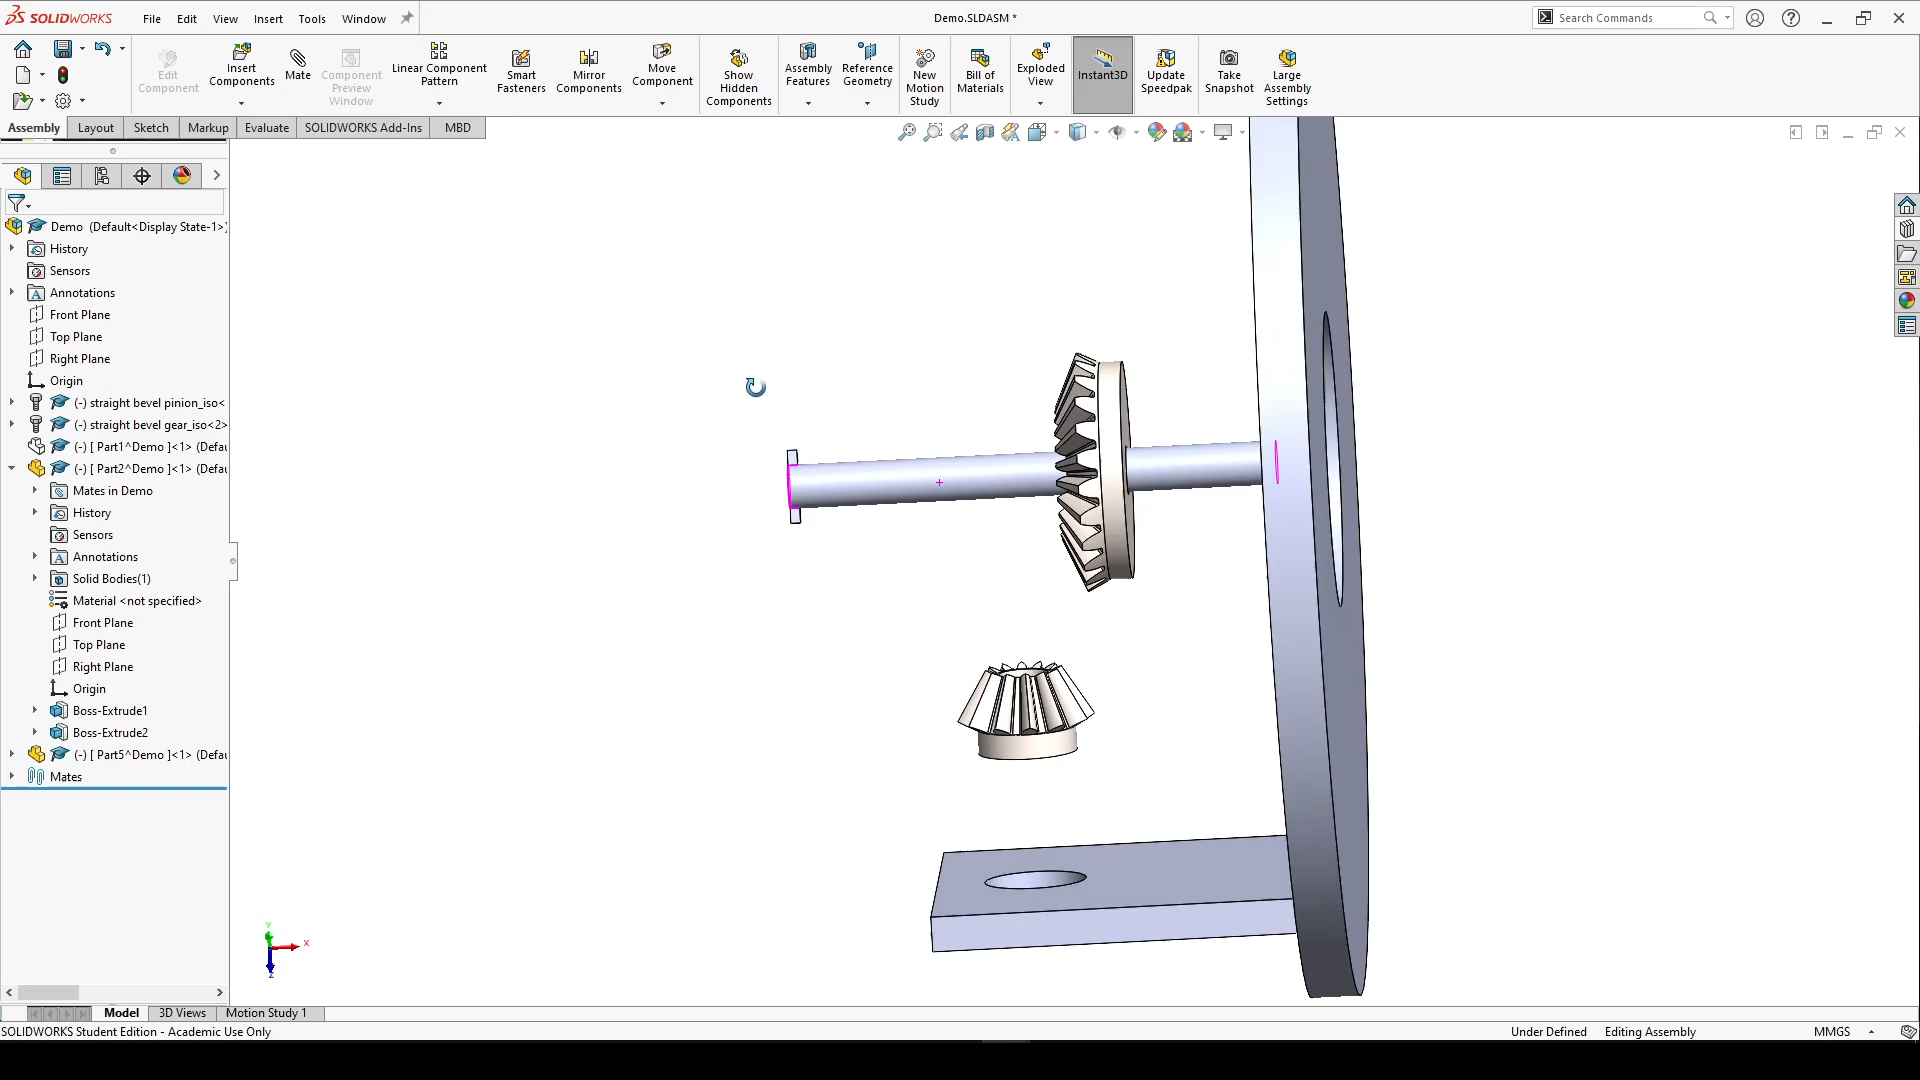 SOLIDWORKS
File Edit View Insert Tools Window
Demo.SLDASM *
Search Commands
Edit Component
Insert Components
Mate
Component Preview Window
Linear Component Pattern
Smart Fasteners
Mirror Components
Move Component
Show Hidden Components
Assembly Features
Reference Geometry
New Motion Study
Bill of Materials
Exploded View
Instant3D
Update Speedpak
Take Snapshot
Large Assembly Settings
Assembly Layout Sketch Markup Evaluate SOLIDWORKS Add-Ins MBD
Demo (Default<Display State-1>)
History
Sensors
Annotations
Front Plane
Top Plane
Right Plane
Origin
(-) straight bevel pinion_iso<
(-) straight bevel gear_iso<2>
(-) [ Part1^Demo ]<1> (Defau
(-) [ Part2^Demo ]<1> (Defau
Mates in Demo
History
Sensors
Annotations
Solid Bodies(1)
Material <not specified>
Front Plane
Top Plane
Right Plane
Origin
Boss-Extrude1
Boss-Extrude2
(-) [ Part5^Demo ]<1> (Defau
Mates
Y
X
Z
Model 3D Views Motion Study 1
SOLIDWORKS Student Edition - Academic Use Only
Under Defined Editing Assembly MMGS